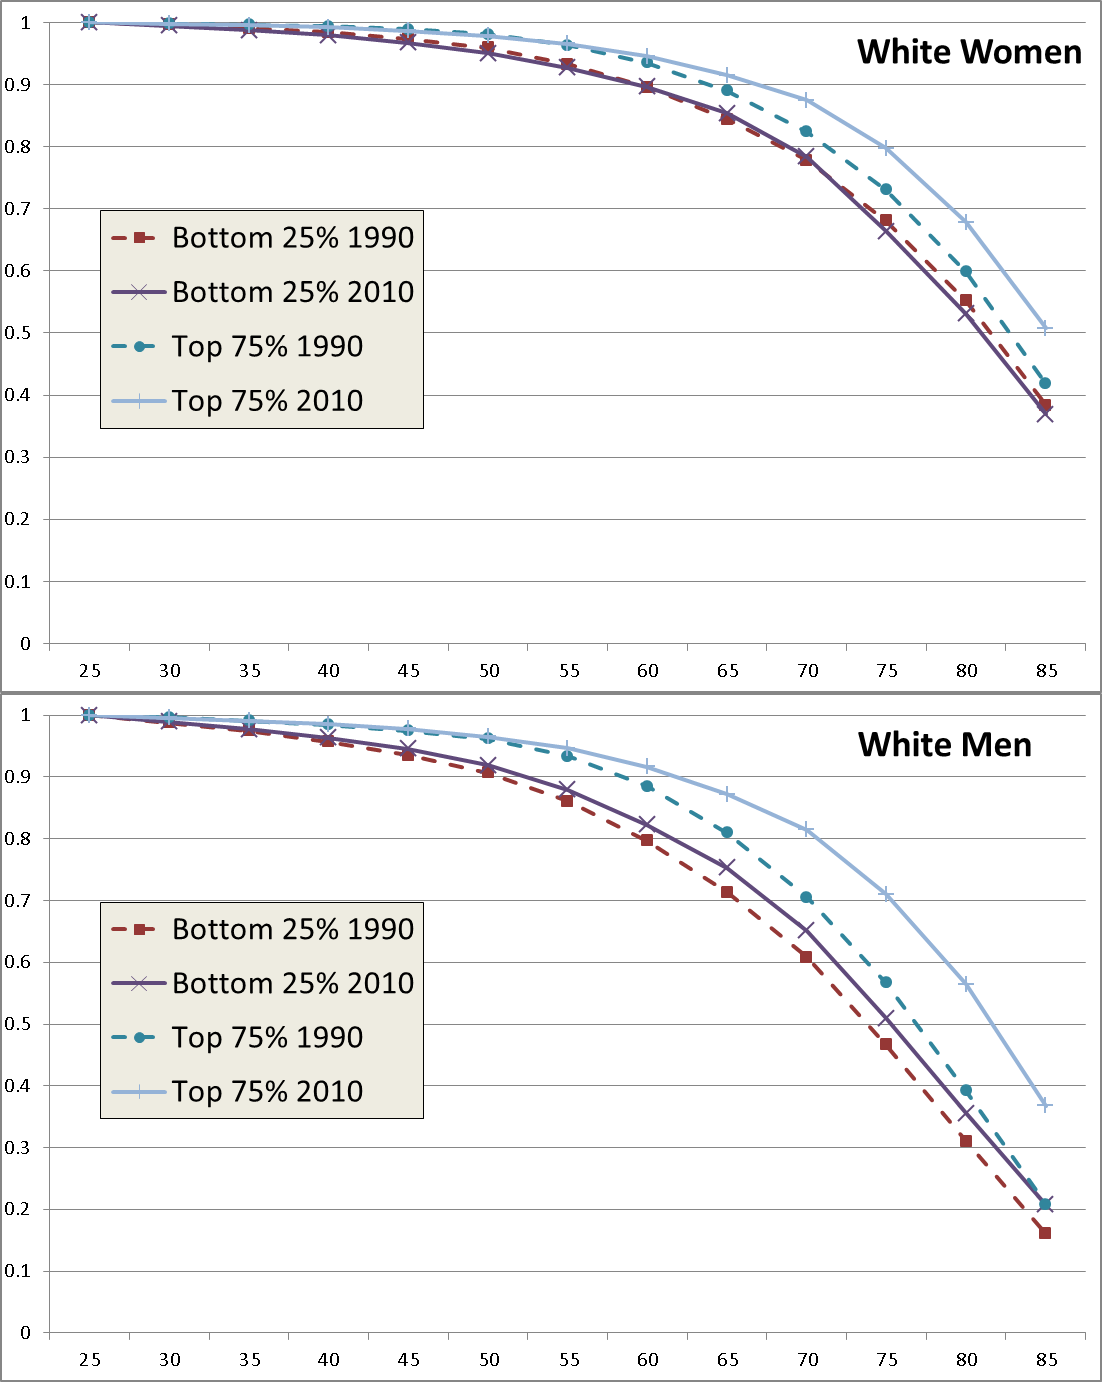 1
White Women
0.9
0.8
0.7
Bottom 25% 1990
0.6
Bottom 25% 2010
0.5
Top 75% 1990
0.4
Top 75% 2010
0.3
0.2
0.1
0
25 30 35 40 45 50 55 60 65 70 75 80 85
1
White Men
0.9
0.8
0.7
Bottom 25% 1990
0.6
Bottom 25% 2010
0.5
Top 75% 1990
0.4
Top 75% 2010
0.3
0.2
0.1
0
25 30 35 40 45 50 55 60 65 70 75 80 85